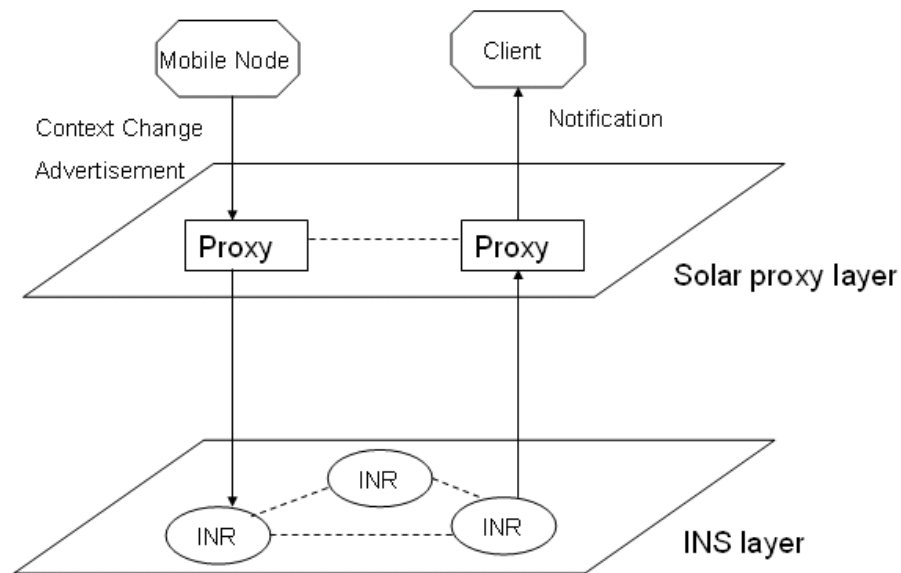 Mobile Node
Client
Context Change
Advertisement
Notification
Proxy
Proxy
Solar proxy layer
INR
INR
INR
INS layer